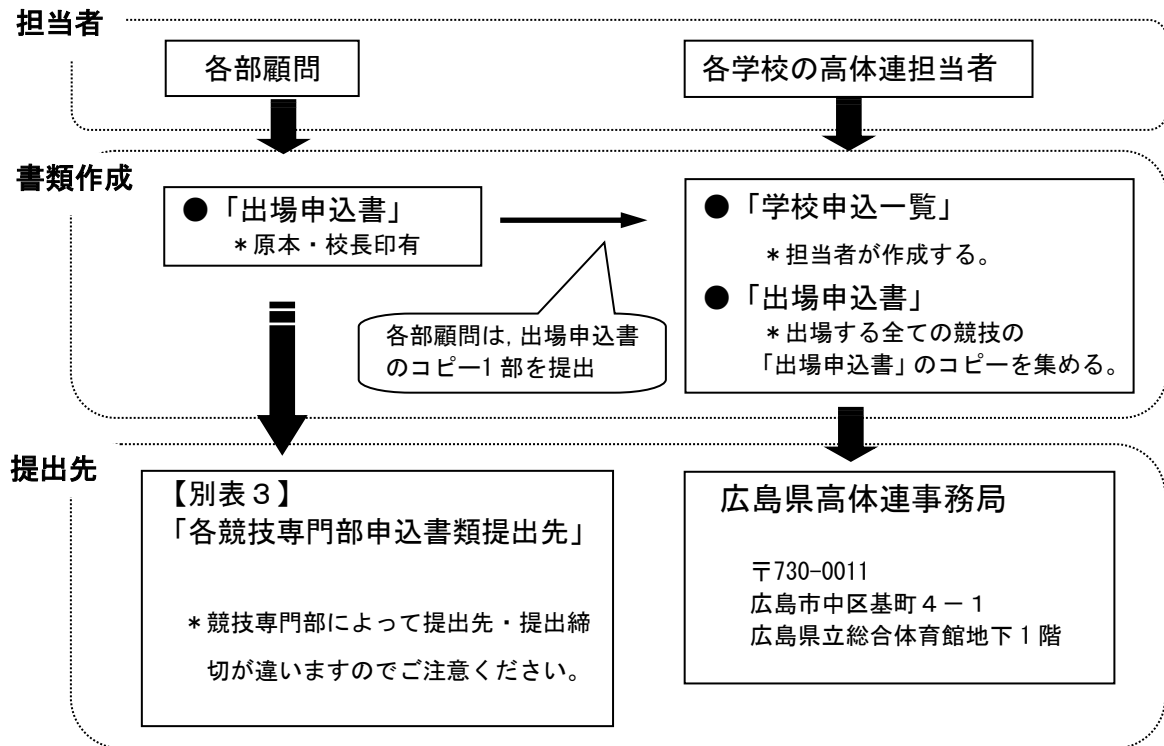 担当者
各部顧問
各学校の高体連担当者
書類作成
●「出場申込書」
＊原本・校長印有
各部顧問は，出場申込書
のコピー1部を提出
●「学校申込一覧」
＊担当者が作成する。
●「出場申込書」
＊出場する全ての競技の
「出場申込書」のコピーを集める。
提出先
【別表３】
「各競技専門部申込書類提出先」
＊競技専門部によって提出先・提出締
切が違いますのでご注意ください。
広島県高体連事務局
〒730-0011
広島市中区基町４－１
広島県立総合体育館地下１階